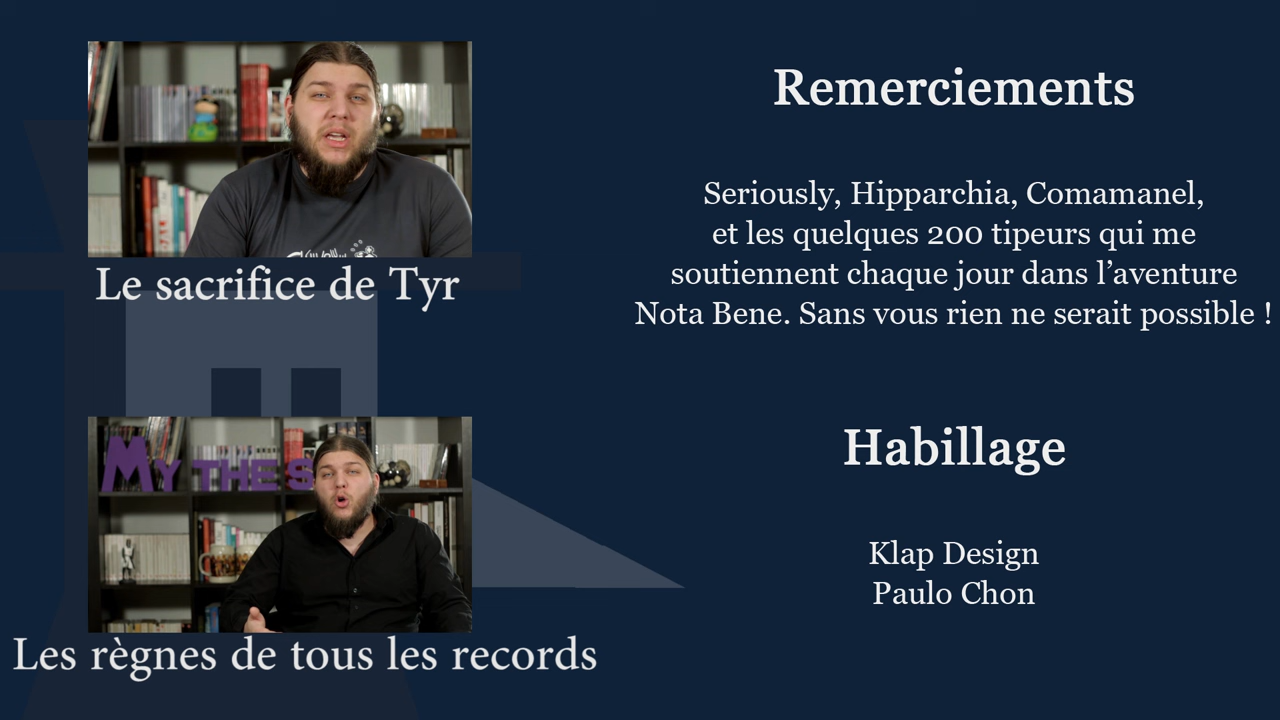 Le sacrifice de Tyr
MY THE S
Les règnes de tous les records
Remerciements
Seriously, Hipparchia, Comamanel,
et les quelques 200 tipeurs qui me
soutiennent chaque jour dans l’aventure
Nota Bene. Sans vous rien ne serait possible !
Habillage
Klap Design
Paulo Chon